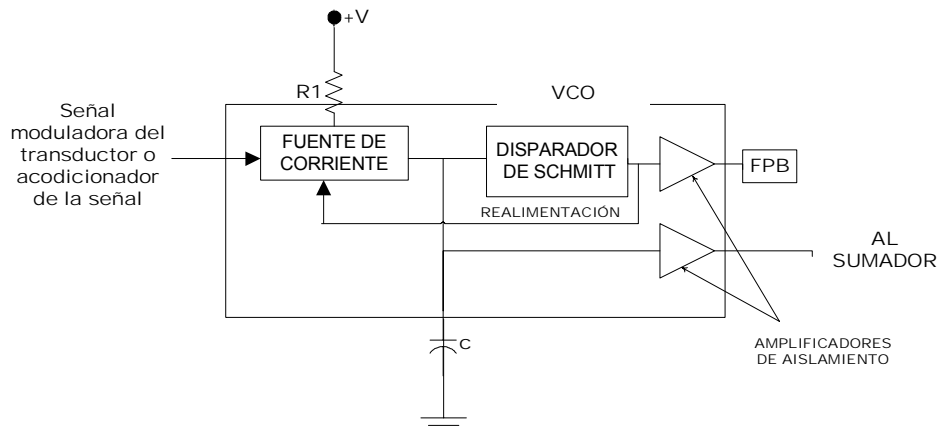 +V
R1
VCO
Señal
moduladora del
transductor o
acodicionador
de la señal
FUENTE DE
CORRIENTE
DISPARADOR
DE SCHMITT
FPB
REALIMENTACIÓN
AL
SUMADOR
C
AMPLIFICADORES
DE AISLAMIENTO